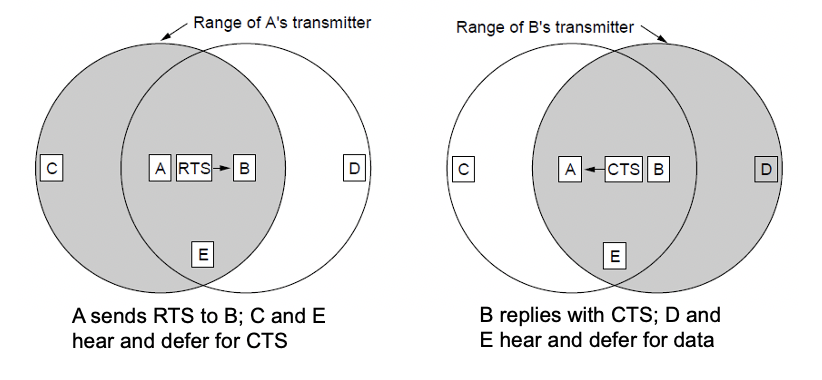 Range of A's transmitter
C
A
RTS
B
D
E
A sends RTS to B; C and E
hear and defer for CTS
Range of B's transmitter
C
A
CTS
B
D
E
B replies with CTS; D and
E hear and defer for data